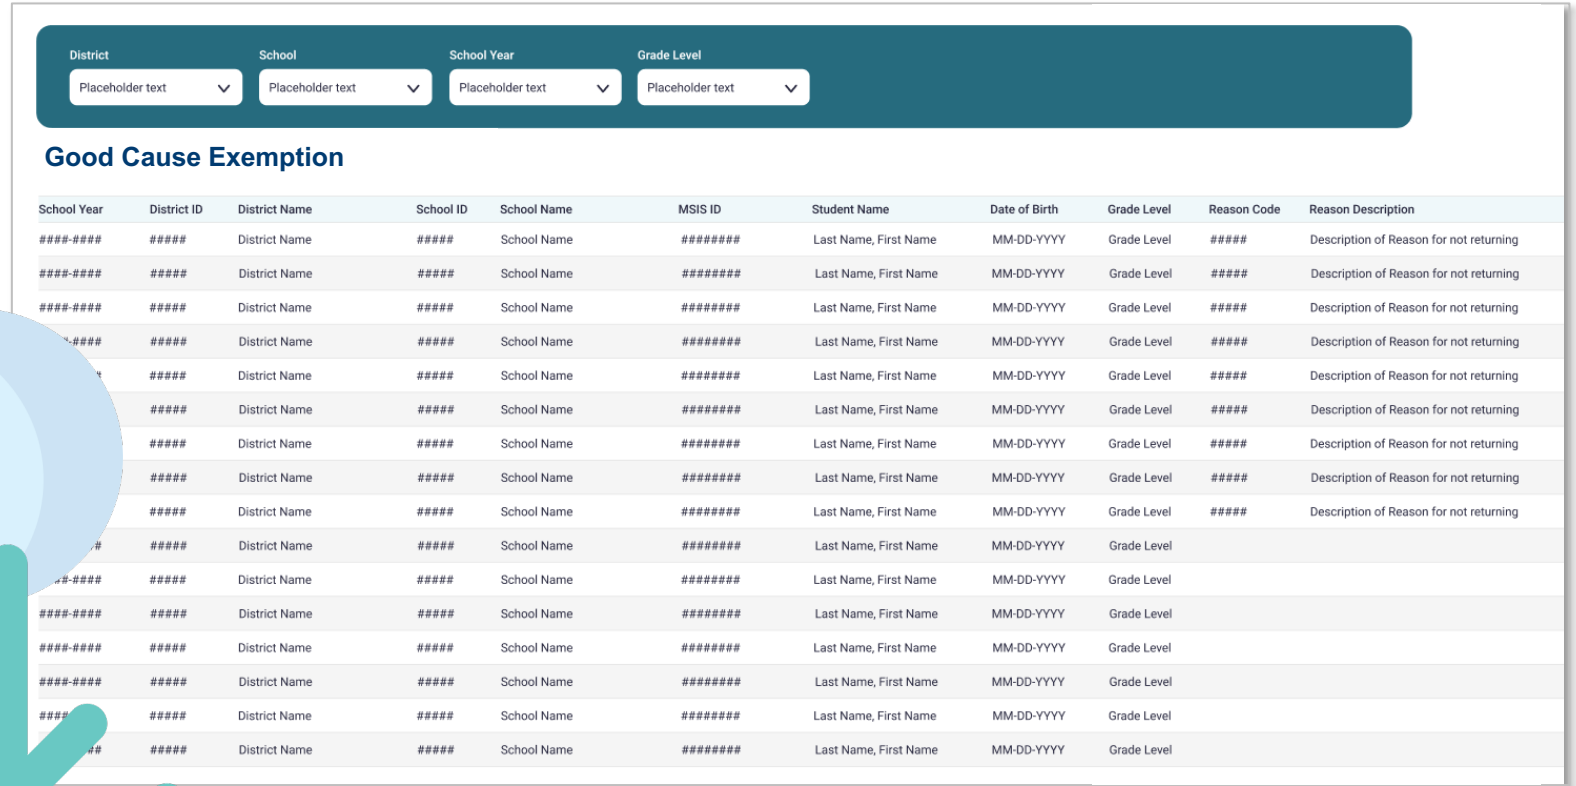 District School School Year Grade Level
Placeholder text Placeholder text Placeholder text Placeholder text
Good Cause Exemption
School Year District ID District Name School ID School Name MSIS ID Student Name Date of Birth Grade Level Reason Code Reason Description
####-#### ##### District Name ##### School Name ######## Last Name, First Name MM-DD-YYYY Grade Level ##### Description of Reason for not returning
####-#### ##### District Name ##### School Name ######## Last Name, First Name MM-DD-YYYY Grade Level ##### Description of Reason for not returning
####-#### ##### District Name ##### School Name ######## Last Name, First Name MM-DD-YYYY Grade Level ##### Description of Reason for not returning
-#### ##### District Name ##### School Name ######## Last Name, First Name MM-DD-YYYY Grade Level ##### Description of Reason for not returning
# ##### District Name ##### School Name ######## Last Name, First Name MM-DD-YYYY Grade Level ##### Description of Reason for not returning
##### District Name ##### School Name ######## Last Name, First Name MM-DD-YYYY Grade Level ##### Description of Reason for not returning
##### District Name ##### School Name ######## Last Name, First Name MM-DD-YYYY Grade Level ##### Description of Reason for not returning
##### District Name ##### School Name ######## Last Name, First Name MM-DD-YYYY Grade Level ##### Description of Reason for not returning
##### District Name ##### School Name ######## Last Name, First Name MM-DD-YYYY Grade Level ##### Description of Reason for not returning
# ##### District Name ##### School Name ######## Last Name, First Name MM-DD-YYYY Grade Level
#-#### ##### District Name ##### School Name ######## Last Name, First Name MM-DD-YYYY Grade Level
####-#### ##### District Name ##### School Name ######## Last Name, First Name MM-DD-YYYY Grade Level
####-#### ##### District Name ##### School Name ######## Last Name, First Name MM-DD-YYYY Grade Level
####-#### ##### District Name ##### School Name ######## Last Name, First Name MM-DD-YYYY Grade Level
#### ##### District Name ##### School Name ######## Last Name, First Name MM-DD-YYYY Grade Level
## ##### District Name ##### School Name ######## Last Name, First Name MM-DD-YYYY Grade Level